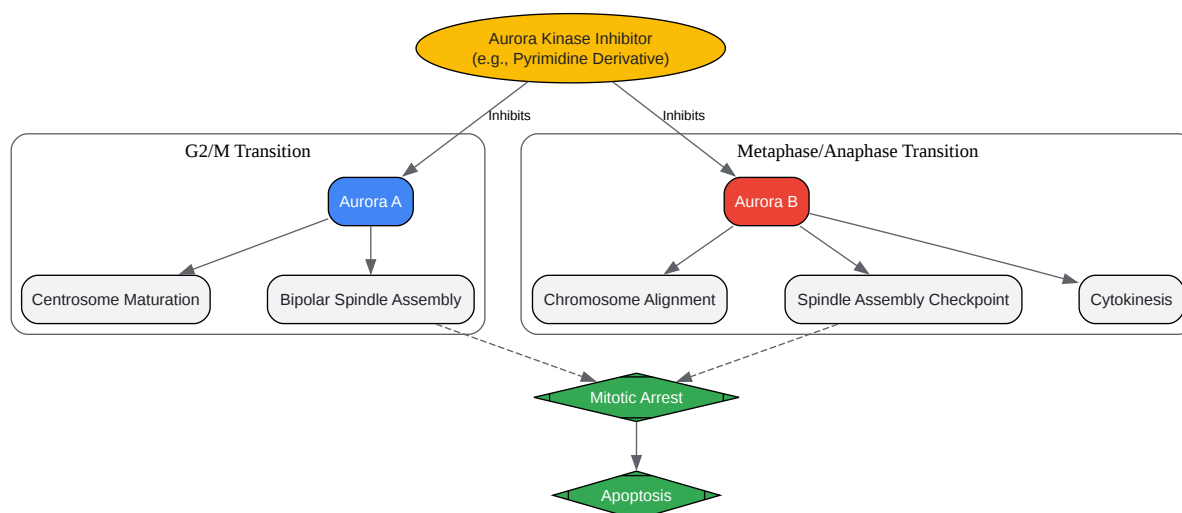 Aurora Kinase Inhibitor
(e.g., Pyrimidine Derivative)
Inhibits
Inhibits
G2/M Transition
Metaphase/Anaphase Transition
Aurora A
Aurora B
Centrosome Maturation
Bipolar Spindle Assembly
Chromosome Alignment
Spindle Assembly Checkpoint
Cytokinesis
Mitotic Arrest
Apoptosis